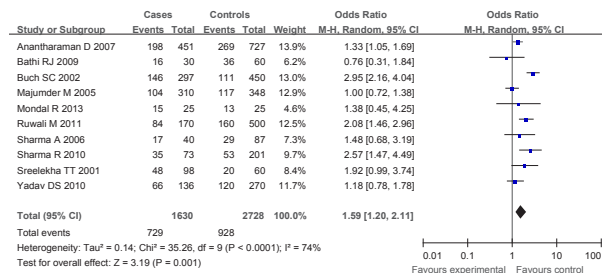 Cases Controls Odds Ratio Odds Ratio
Study or Subgroup Events Total Events Total Weight M-H, Random, 95% CI M-H, Random, 95% CI
Anantharaman D 2007 198 451 269 727 13.9% 1.33 [1.05, 1.69]
Bathi RJ 2009 16 30 36 60 6.2% 0.76 [0.31, 1.84]
Buch SC 2002 146 297 111 450 12.8% 2.95 [2.16, 4.04]
Majumder M 2005 104 310 117 348 12.7% 1.00 [0.72, 1.38]
Mondal R 2013 15 25 13 25 4.5% 1.38 [0.45, 4.25]
Ruwali M 2011 84 170 160 500 12.4% 2.08 [1.46, 2.96]
Sharma A 2006 17 40 29 87 7.2% 1.48 [0.68, 3.19]
Sharma R 2010 35 73 53 201 9.7% 2.57 [1.47, 4.49]
Sreelekha TT 2001 48 98 20 60 8.4% 1.92 [0.99, 3.74]
Yadav DS 2010 66 136 120 270 11.5% 1.18 [0.78, 1.78]
Total (95% CI) 1630 2728 100.0% 1.59 [1.20, 2.11]
Total events 729 928
Heterogeneity: Tau² = 0.14; Chi² = 35.26, df = 9 (P < 0.0001); I² = 74%
Test for overall effect: Z = 3.19 (P = 0.001)
0.01 0.1 1 10 100
Favours experimental Favours control